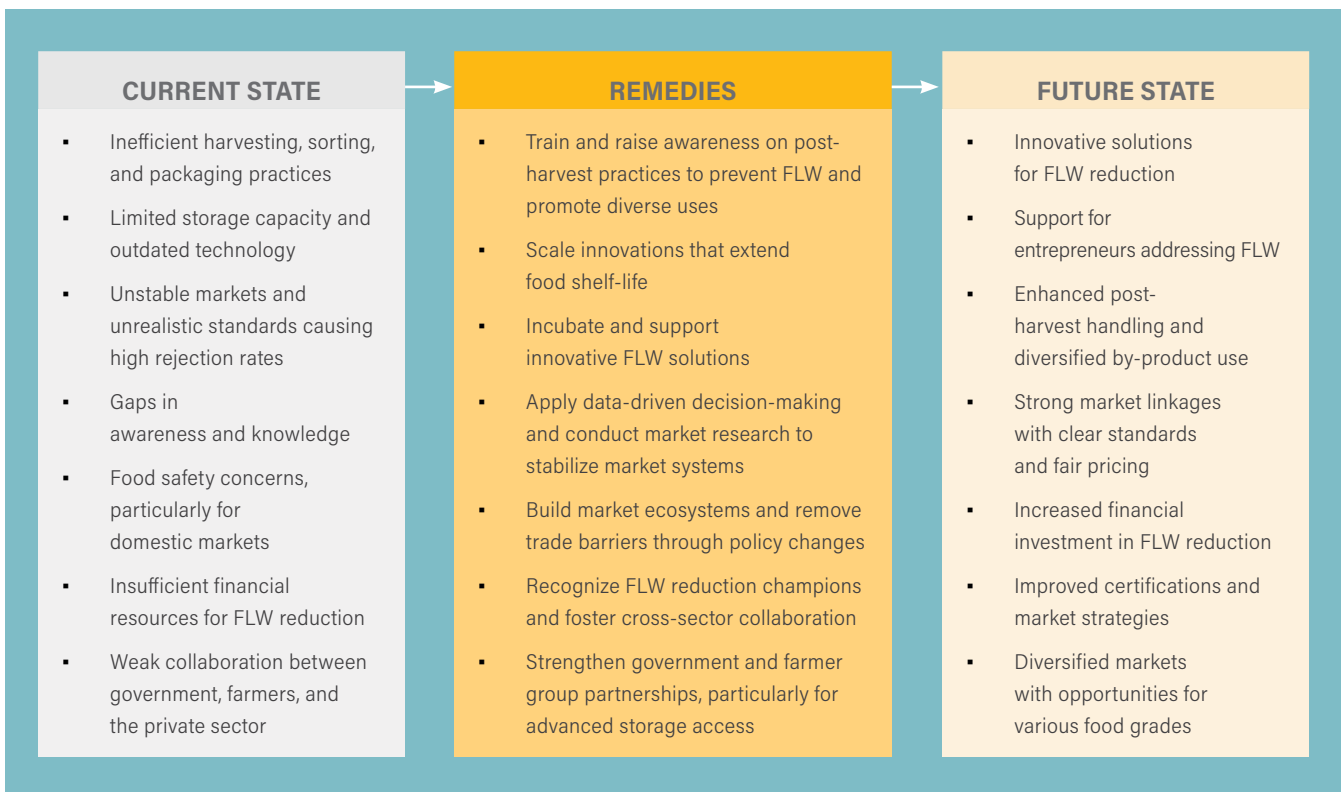 CURRENT STATE
▪ Inefficient harvesting, sorting,
and packaging practices
▪ Limited storage capacity and
outdated technology
▪ Unstable markets and
unrealistic standards causing
high rejection rates
▪ Gaps in
awareness and knowledge
▪ Food safety concerns,
particularly for
domestic markets
▪ Insufficient financial
resources for FLW reduction
▪ Weak collaboration between
government, farmers, and
the private sector
REMEDIES
▪ Train and raise awareness on post-
harvest practices to prevent FLW and
promote diverse uses
▪ Scale innovations that extend
food shelf-life
▪ Incubate and support
innovative FLW solutions
▪ Apply data-driven decision-making
and conduct market research to
stabilize market systems
▪ Build market ecosystems and remove
trade barriers through policy changes
▪ Recognize FLW reduction champions
and foster cross-sector collaboration
▪ Strengthen government and farmer
group partnerships, particularly for
advanced storage access
FUTURE STATE
▪ Innovative solutions
for FLW reduction
▪ Support for
entrepreneurs addressing FLW
▪ Enhanced post-
harvest handling and
diversified by-product use
▪ Strong market linkages
with clear standards
and fair pricing
▪ Increased financial
investment in FLW reduction
▪ Improved certifications and
market strategies
▪ Diversified markets
with opportunities for
various food grades